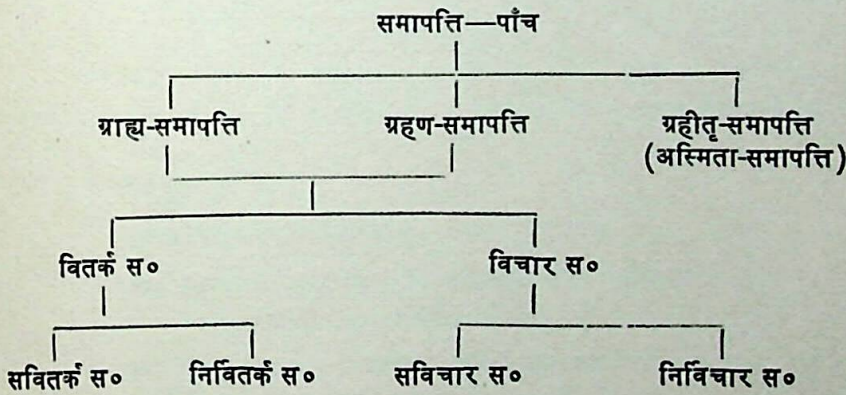 समापत्ति—पाँच
ग्राह्य-समापत्ति ग्रहण-समापत्ति ग्रहीतृ-समापत्ति
(अस्मिता-समापत्ति)
वितर्क स० विचार स०
सवितर्क स० निर्वितर्क स० सविचार स० निर्विचार स०